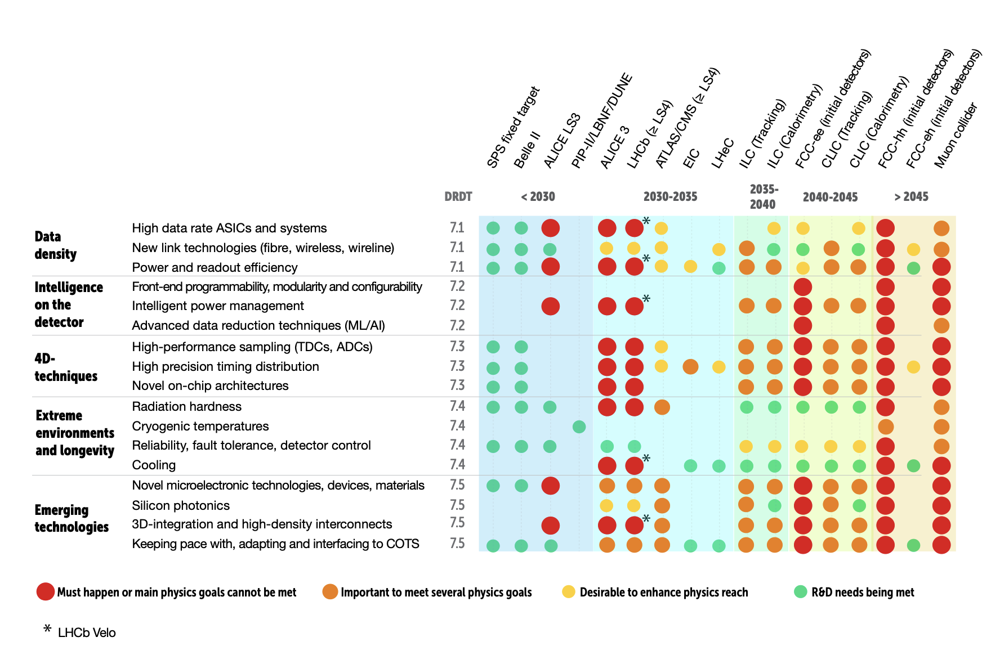 SPS fixed target
Belle II
ALICE LS3
PIP-II/LBNF/DUNE
ALICE 3
LHCb (≥ LS4)
ATLAS/CMS (≥ LS4)
EIC
LHeC
ILC (Tracking)
ILC (Calorimetry)
FCC-ee (initial detectors)
CLIC (Tracking)
CLIC (Calorimetry)
FCC-hh (initial detectors)
FCC-eh (initial detectors)
Muon collider
DRDT
< 2030
2030-2035
2035-
2040
2040-2045
> 2045
Data
density
High data rate ASICs and systems 7.1 *
New link technologies (fibre, wireless, wireline) 7.1
Power and readout efficiency 7.1 *
Intelligence
on the
detector
Front-end programmability, modularity and configurability 7.2
Intelligent power management 7.2 *
Advanced data reduction techniques (ML/AI) 7.2
4D-
techniques
High-performance sampling (TDCs, ADCs) 7.3
High precision timing distribution 7.3
Novel on-chip architectures 7.3
Extreme
environments
and longevity
Radiation hardness 7.4
Cryogenic temperatures 7.4
Reliability, fault tolerance, detector control 7.4
Cooling 7.4 *
Emerging
technologies
Novel microelectronic technologies, devices, materials 7.5
Silicon photonics 7.5
3D-integration and high-density interconnects 7.5 *
Keeping pace with, adapting and interfacing to COTS 7.5
Must happen or main physics goals cannot be met
Important to meet several physics goals
Desirable to enhance physics reach
R&D needs being met
* LHCb Velo